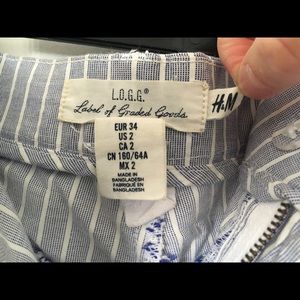 L.O.G.G.®
Label of Graded Goods
H&M
EUR 34
US 2
CA 2
CN 160/64A
MX 2
MADE IN
BANGLADESH
FABRIQUÉ EN
BANGLADESH